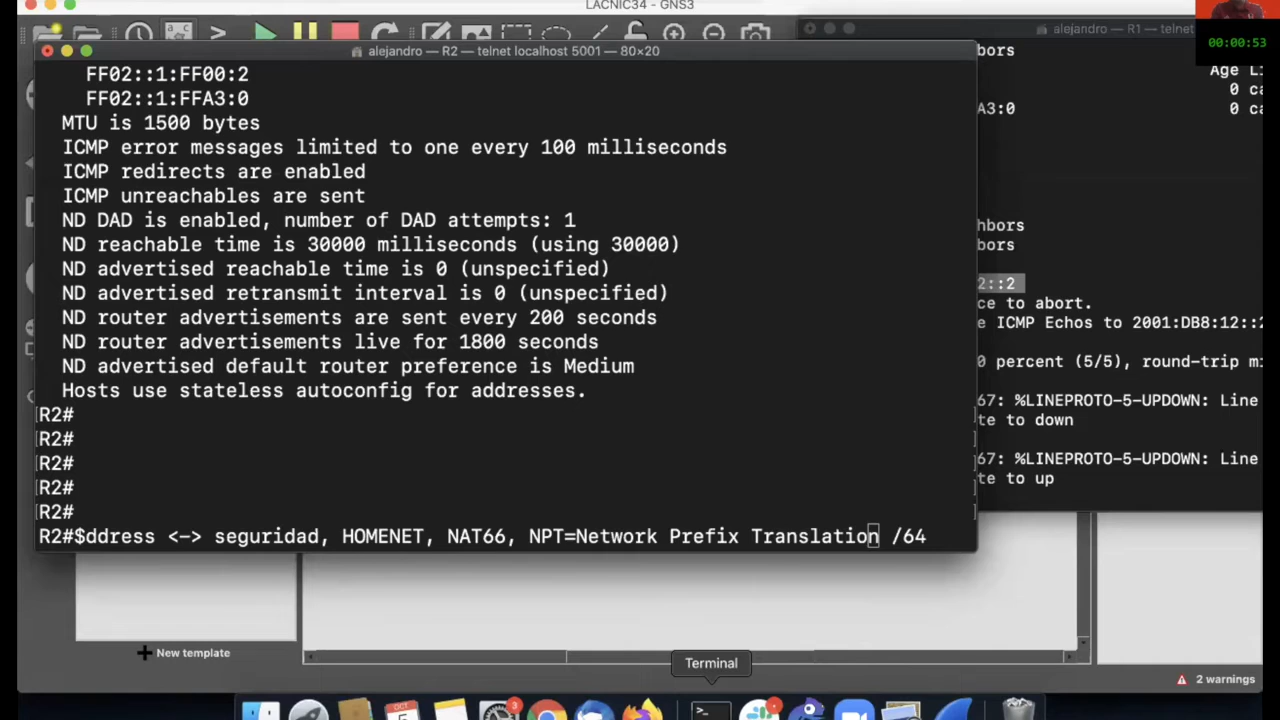 LACNIC34 - GNS3
00:00:53
alejandro — R2 — telnet localhost 5001 — 80×20
FF02::1:FF00:2
FF02::1:FFA3:0
MTU is 1500 bytes
ICMP error messages limited to one every 100 milliseconds
ICMP redirects are enabled
ICMP unreachables are sent
ND DAD is enabled, number of DAD attempts: 1
ND reachable time is 30000 milliseconds (using 30000)
ND advertised reachable time is 0 (unspecified)
ND advertised retransmit interval is 0 (unspecified)
ND router advertisements are sent every 200 seconds
ND router advertisements live for 1800 seconds
ND advertised default router preference is Medium
Hosts use stateless autoconfig for addresses.
R2#
R2#
R2#
R2#
R2#
R2#$ddress <-> seguridad, HOMENET, NAT66, NPT=Network Prefix Translation /64
alejandro — R1 — telnet
bors
Age Li
0 ca
A3:0 0 ca
hbors
bors
2::2
ce to abort.
e ICMP Echos to 2001:DB8:12::2
0 percent (5/5), round-trip mi
67: %LINEPROTO-5-UPDOWN: Line
te to down
67: %LINEPROTO-5-UPDOWN: Line
te to up
New template
Terminal
2 warnings
OCT
5
3